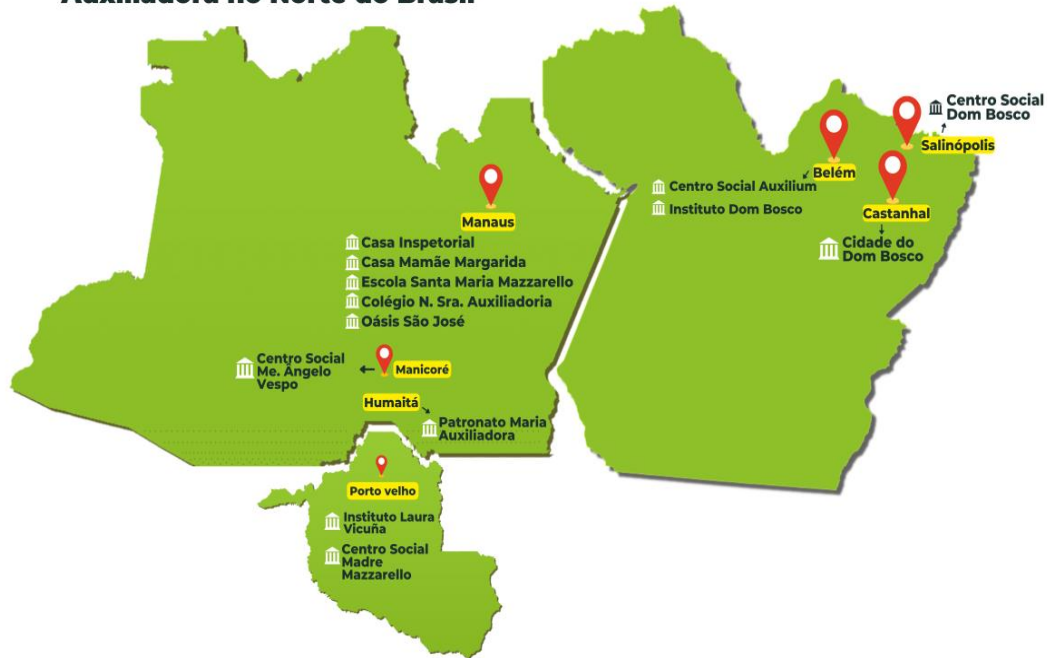 Auxiliadora no Norte do Brasil
Centro Social
Dom Bosco
Salinópolis
Belém
Centro Social Auxilium
Instituto Dom Bosco
Castanhal
Cidade do
Dom Bosco
Manaus
Casa Inspetorial
Casa Mamãe Margarida
Escola Santa Maria Mazzarello
Colégio N. Sra. Auxiliadoria
Oásis São José
Centro Social
Me. Ângelo
Vespo
Manicoré
Humaitá
Patronato Maria
Auxiliadora
Porto velho
Instituto Laura
Vicuña
Centro Social
Madre
Mazzarello